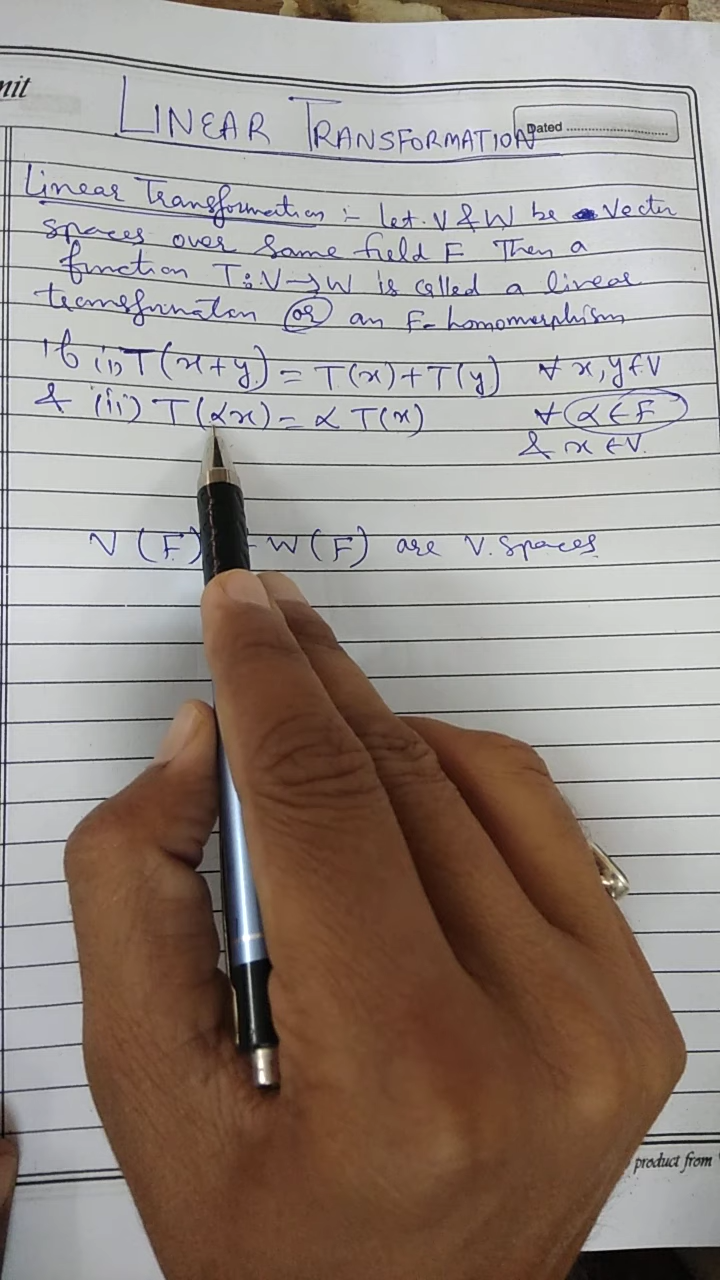 LINEAR TRANSFORMATION
Dated
Linear Transformation :- Let V & W be Vector
spaces over same field F Then a
function T:V→W is called a linear
transformation or an F-homomorphism
if (i) T(x+y) = T(x)+T(y) ∀ x,y∈V
& (ii) T(αx) = α T(x) ∀ α∈F
& x∈V.
V(F) W(F) are V. Spaces
product from